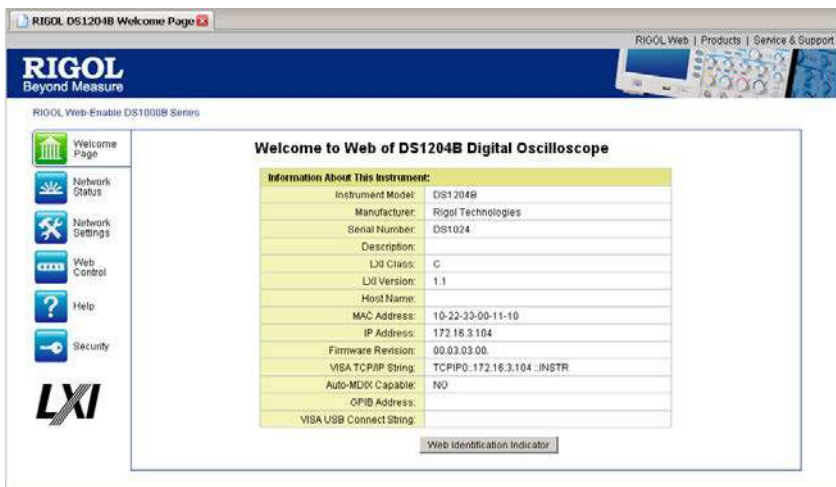 RIGOL DS1204B Welcome Page
RIGOL Web | Products | Service & Support
RIGOL
Beyond Measure
RIGOL Web-Enable DS1000B Series
Welcome Page
Network Status
Network Settings
Web Control
Help
Security
LXI
Welcome to Web of DS1204B Digital Oscilloscope
Information About This Instrument:
Instrument Model: DS1204B
Manufacturer: Rigol Technologies
Serial Number: DS1024
Description:
LXI Class: C
LXI Version: 1.1
Host Name:
MAC Address: 10-22-33-00-11-10
IP Address: 172.16.3.104
Firmware Revision: 00.03.03.00.
VISA TCP/IP String: TCPIP0::172.16.3.104 ::INSTR
Auto-MDIX Capable: NO
GPIB Address:
VISA USB Connect String:
Web Identification Indicator